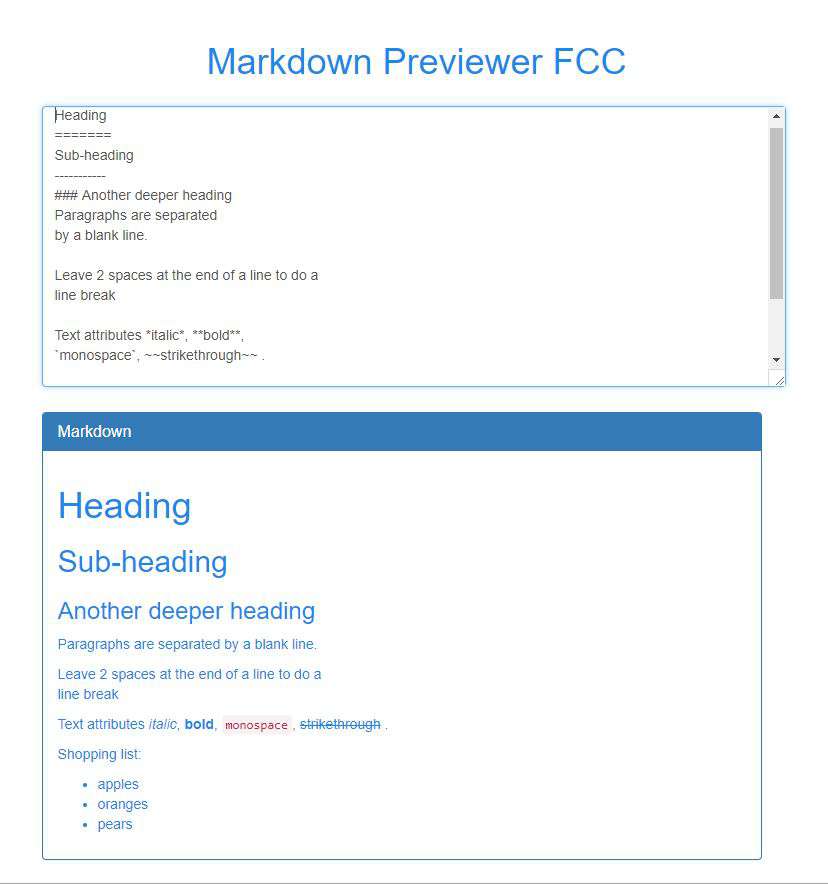 Markdown Previewer FCC
Heading
=======
Sub-heading
-----------
### Another deeper heading
Paragraphs are separated
by a blank line.
Leave 2 spaces at the end of a line to do a
line break
Text attributes *italic*, **bold**,
`monospace`, ~~strikethrough~~ .
Markdown
Heading
Sub-heading
Another deeper heading
Paragraphs are separated by a blank line.
Leave 2 spaces at the end of a line to do a
line break
Text attributes italic, bold, monospace , strikethrough .
Shopping list:
• apples
• oranges
• pears